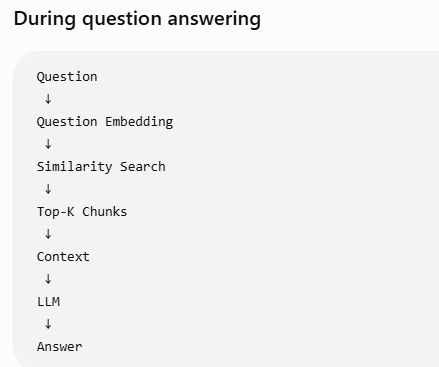 During question answering
Question
↓
Question Embedding
↓
Similarity Search
↓
Top-K Chunks
↓
Context
↓
LLM
↓
Answer